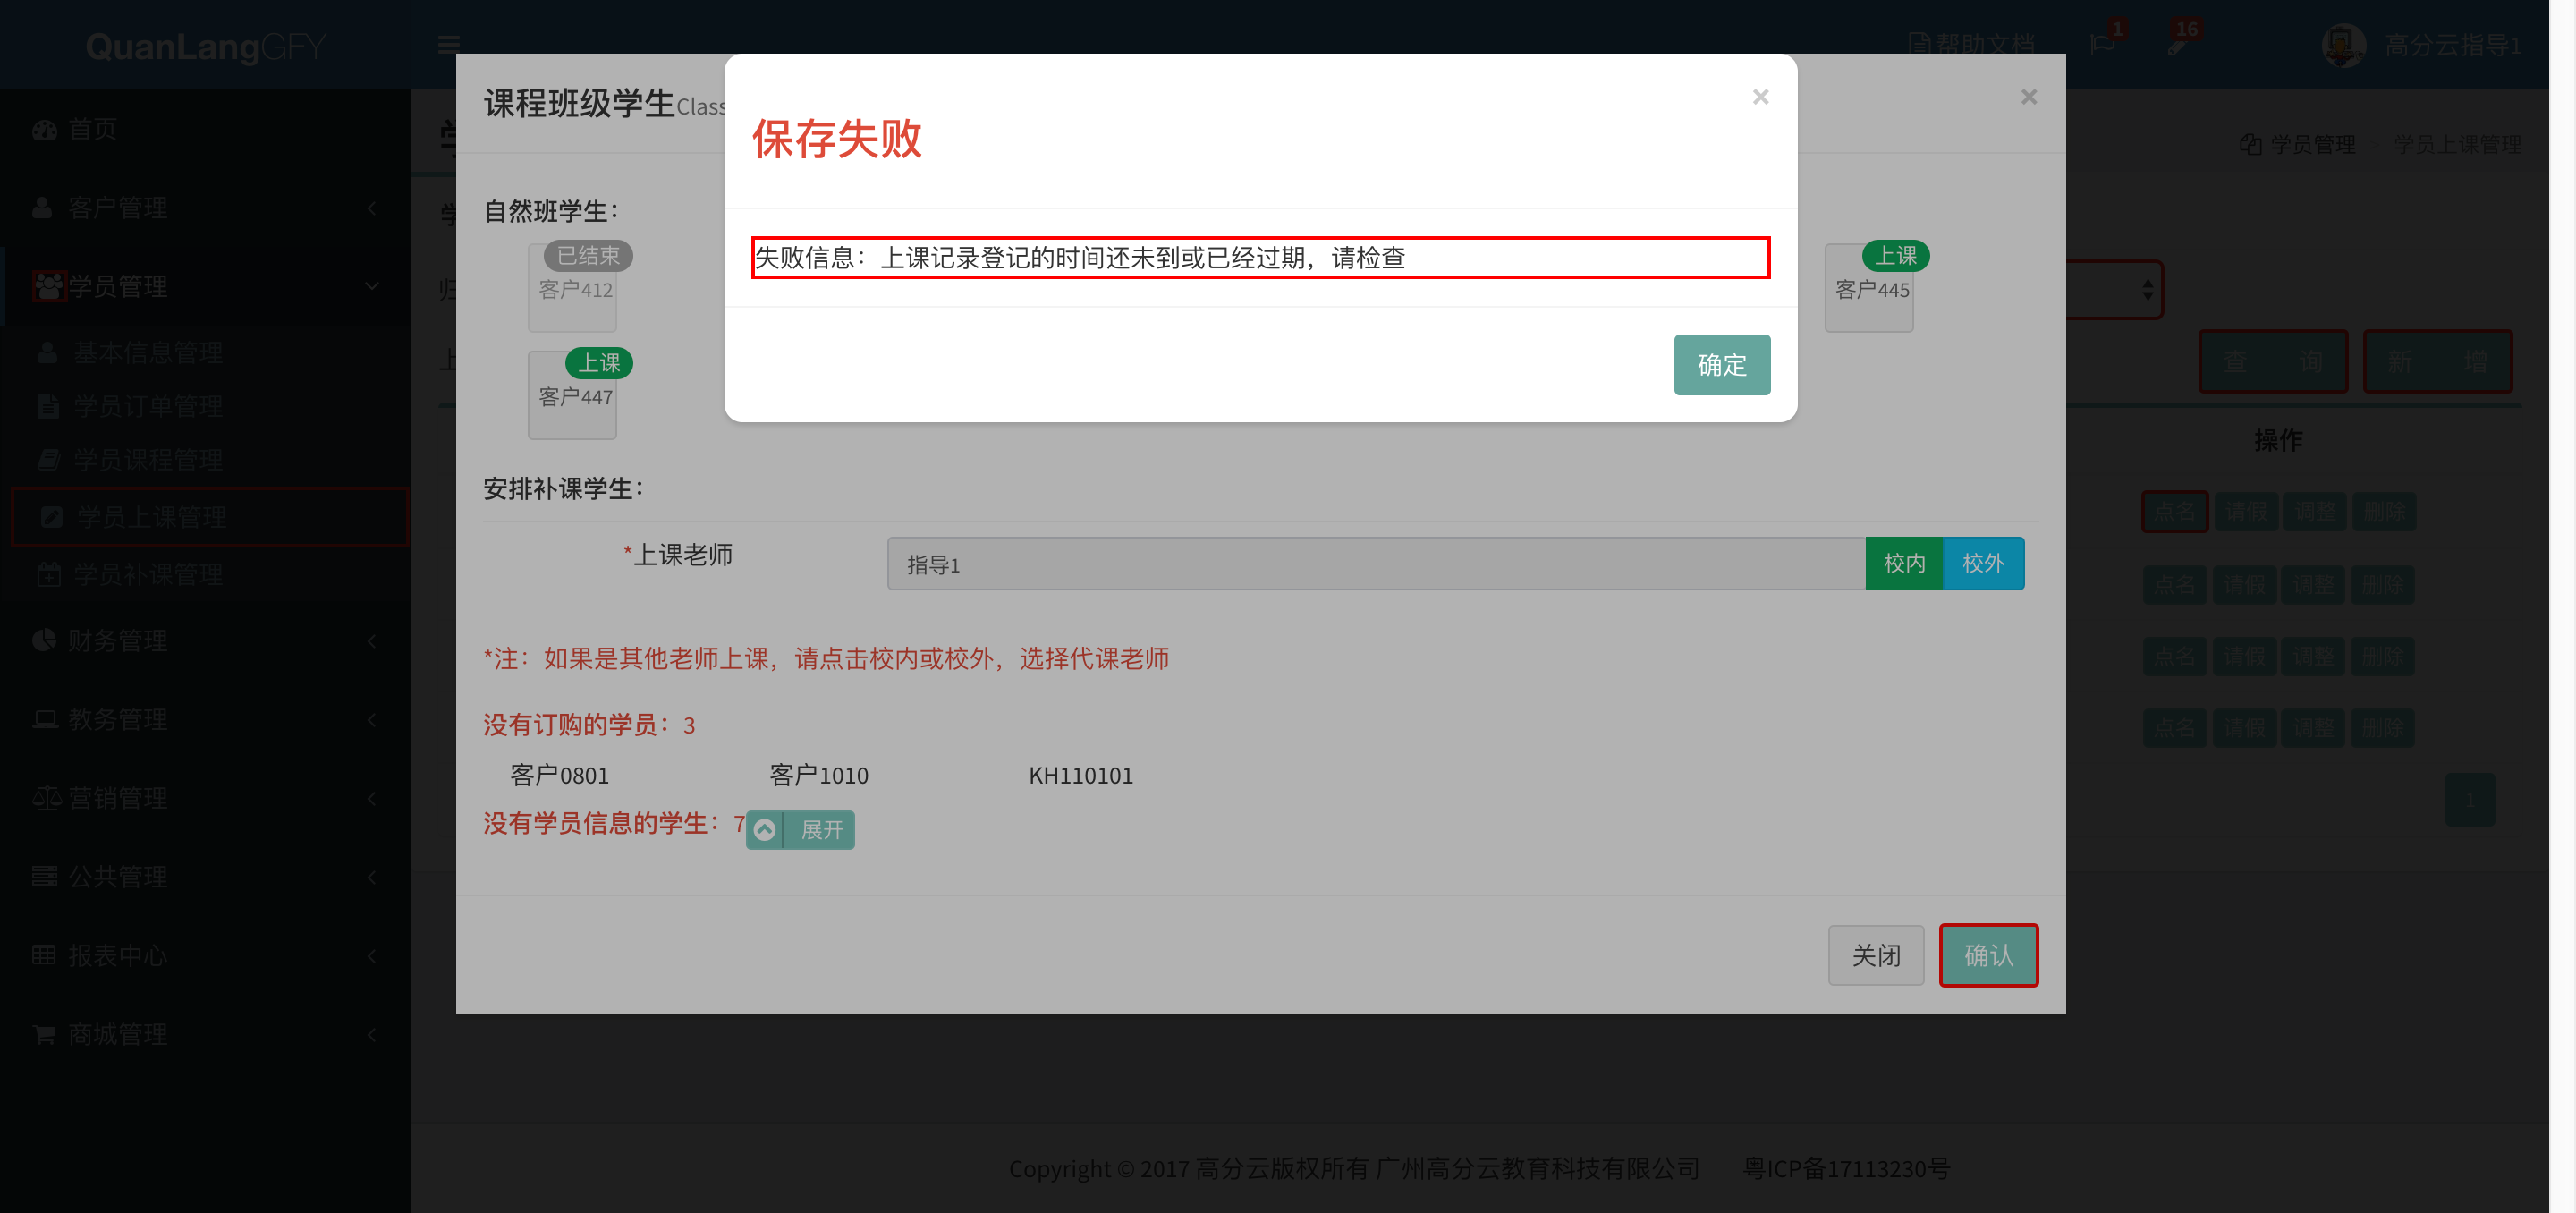 QuanLangGFY
帮助文档
1
16
高分云指导1
首页
客户管理
学员管理
基本信息管理
学员订单管理
学员课程管理
学员上课管理
学员补课管理
财务管理
教务管理
营销管理
公共管理
报表中心
商城管理
学员管理
学员上课管理
课程班级学生Class
保存失败
失败信息：上课记录登记的时间还未到或已经过期，请检查
确定
自然班学生：
已结束
客户412
上课
客户445
上课
客户447
安排补课学生：
*上课老师
指导1
校内
校外
*注：如果是其他老师上课，请点击校内或校外，选择代课老师
没有订购的学员：3
客户0801
客户1010
KH110101
没有学员信息的学生：7
展开
关闭
确认
查 询
新 增
操作
点名 请假 调整 删除
点名 请假 调整 删除
点名 请假 调整 删除
点名 请假 调整 删除
1
Copyright © 2017 高分云版权所有 广州高分云教育科技有限公司 粤ICP备17113230号